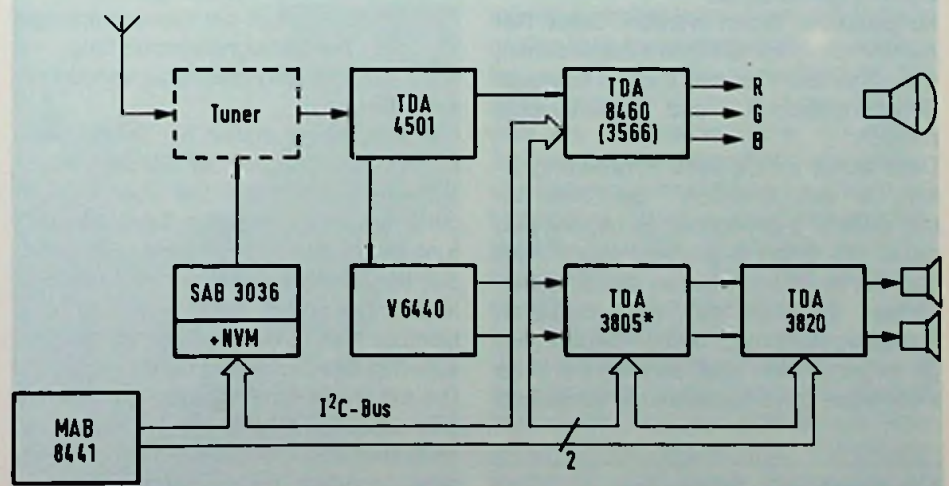 Tuner
TDA
4501
TDA
8460
(3566)
R
G
B
SAB 3036
+NVM
V6440
TDA
3805*
TDA
3820
I²C-Bus
MAB
8441
2